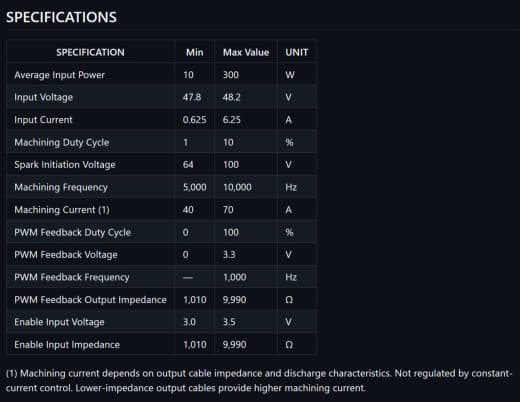 SPECIFICATIONS
SPECIFICATION Min Max Value UNIT
Average Input Power 10 300 W
Input Voltage 47.8 48.2 V
Input Current 0.625 6.25 A
Machining Duty Cycle 1 10 %
Spark Initiation Voltage 64 100 V
Machining Frequency 5,000 10,000 Hz
Machining Current (1) 40 70 A
PWM Feedback Duty Cycle 0 100 %
PWM Feedback Voltage 0 3.3 V
PWM Feedback Frequency — 1,000 Hz
PWM Feedback Output Impedance 1,010 9,990 Ω
Enable Input Voltage 3.0 3.5 V
Enable Input Impedance 1,010 9,990 Ω
(1) Machining current depends on output cable impedance and discharge characteristics. Not regulated by constant-
current control. Lower-impedance output cables provide higher machining current.